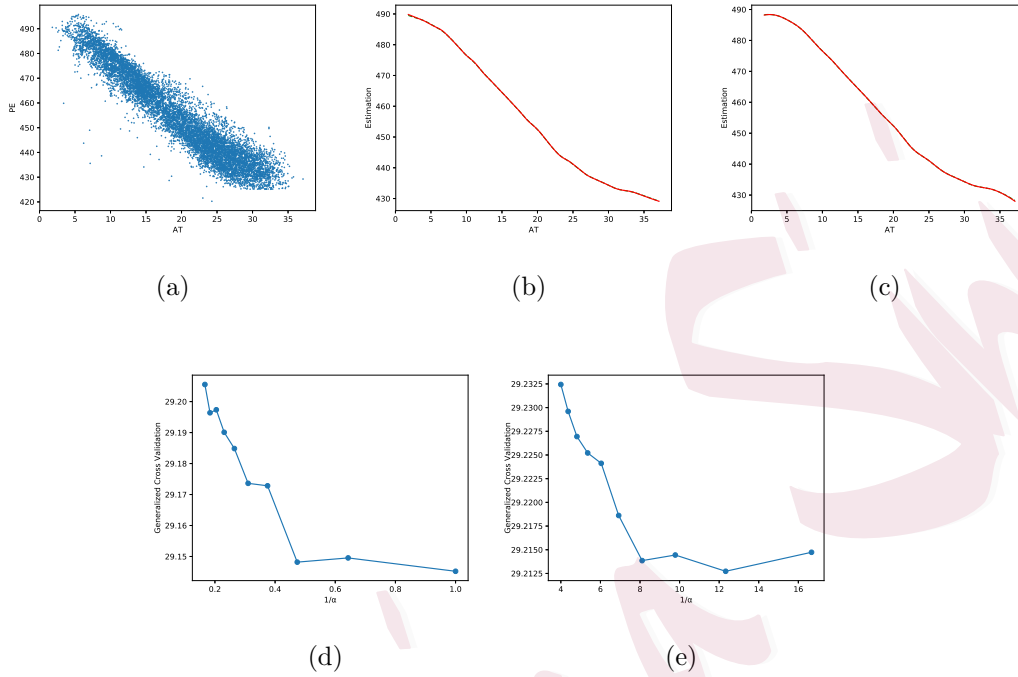 490
480
470
460
450
440
430
420
PE
0 5 10 15 20 25 30 35
AT
490
480
470
460
450
440
430
Estimation
0 5 10 15 20 25 30 35
AT
490
480
470
460
450
440
430
Estimation
0 5 10 15 20 25 30 35
AT
(a) (b) (c)
29.20
29.19
29.18
29.17
29.16
29.15
Generalized Cross Validation
0.2 0.4 0.6 0.8 1.0
1/α
29.2325
29.2300
29.2275
29.2250
29.2225
29.2200
29.2175
29.2150
29.2125
Generalized Cross Validation
4 6 8 10 12 14 16
1/α
(d) (e)